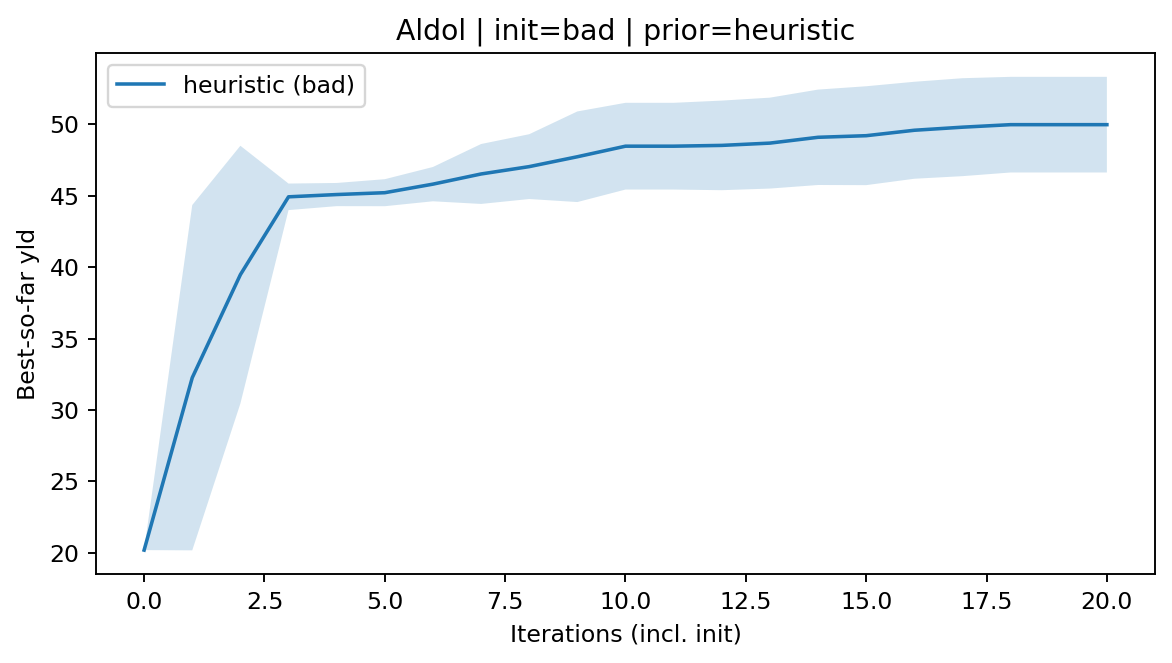 Aldol | init=bad | prior=heuristic
heuristic (bad)
Best-so-far yld
50
45
40
35
30
25
20
0.0 2.5 5.0 7.5 10.0 12.5 15.0 17.5 20.0
Iterations (incl. init)